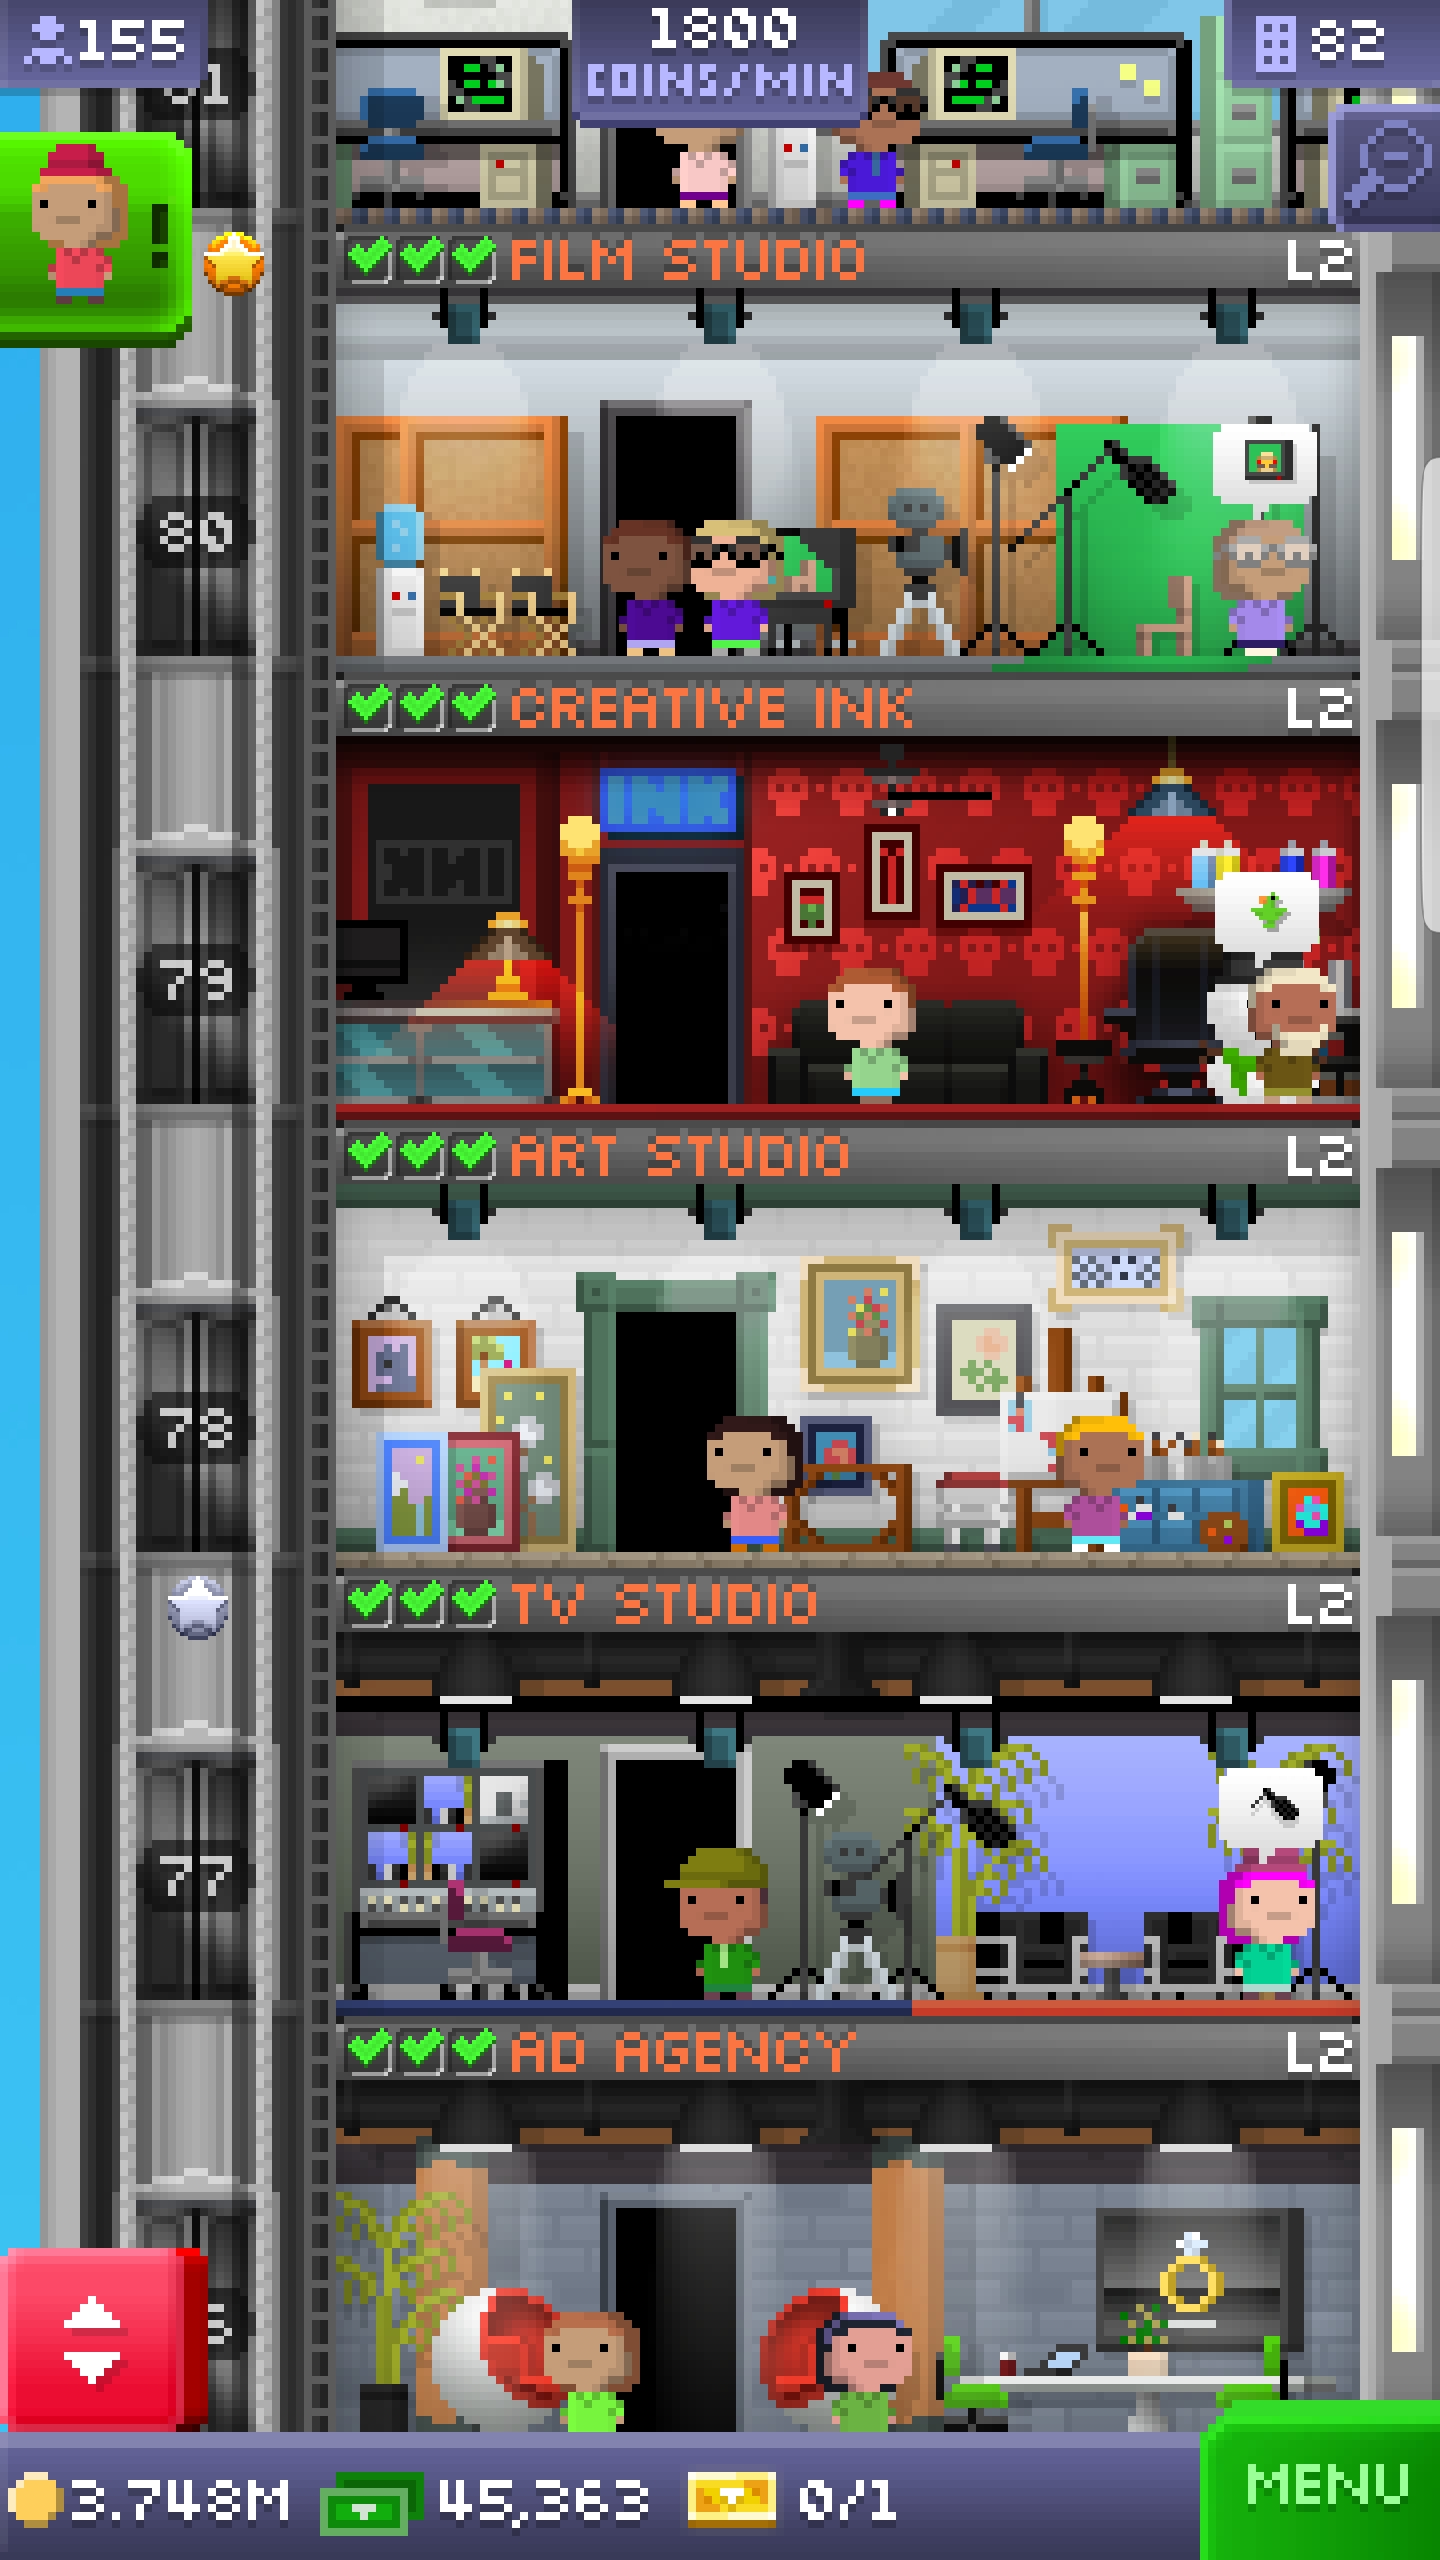 155
1800
COINS/MIN
82
!
FILM STUDIO L2
80
CREATIVE INK L2
INK
79
ART STUDIO L2
78
TV STUDIO L2
77
AD AGENCY L2
3.748M 45,363 0/1
MENU